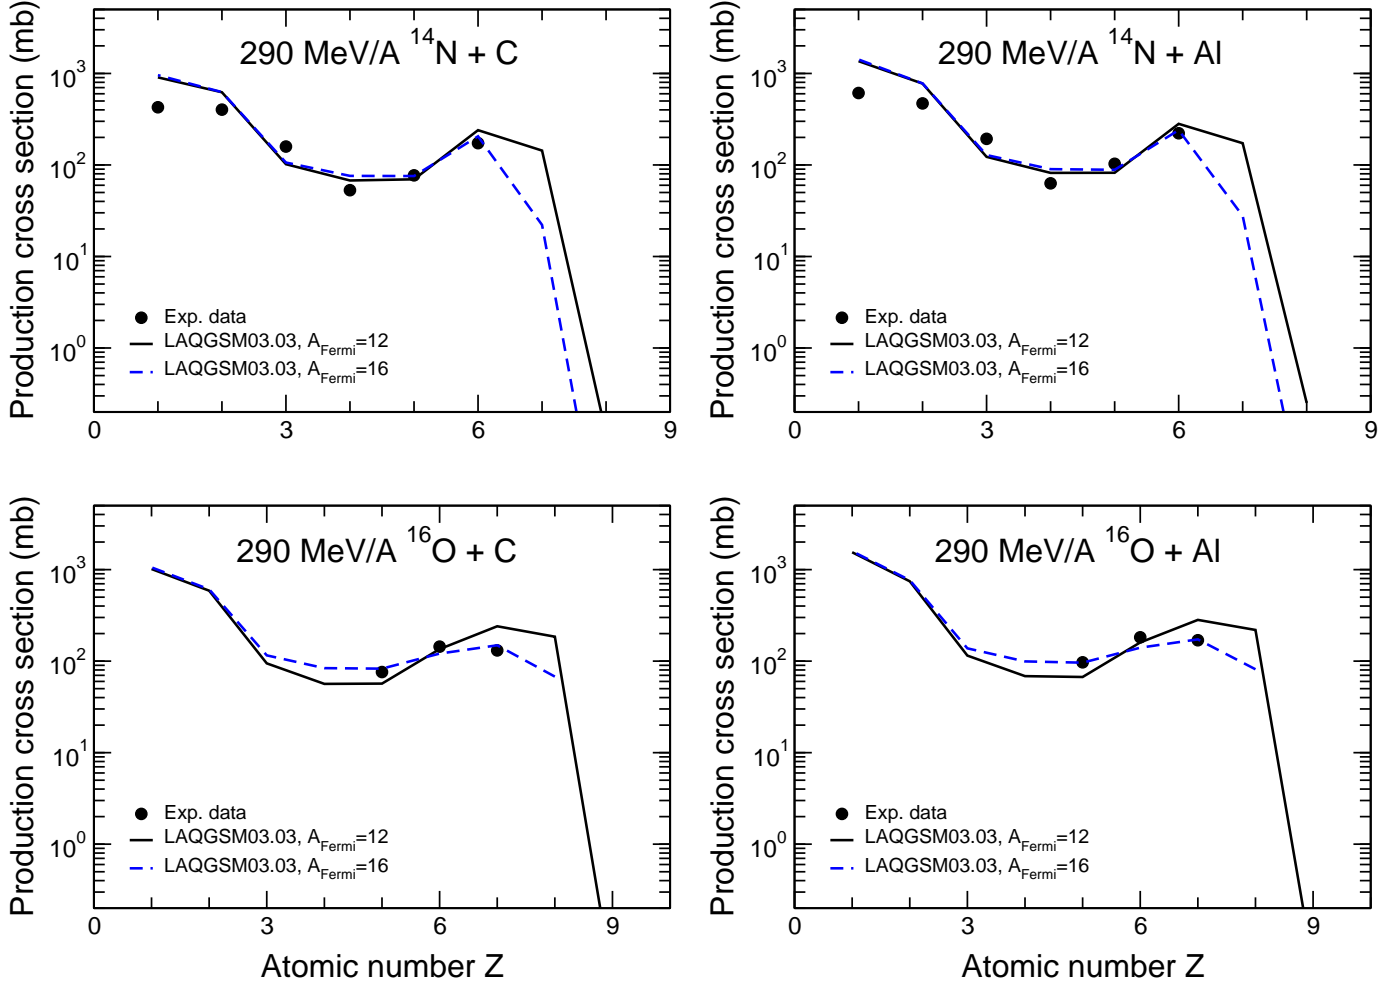 Production cross section (mb)
290 MeV/A ¹⁴N + C
10³
10²
10¹
10⁰
Exp. data
LAQGSM03.03, A_Fermi=12
LAQGSM03.03, A_Fermi=16
0 3 6 9
Production cross section (mb)
290 MeV/A ¹⁴N + Al
10³
10²
10¹
10⁰
Exp. data
LAQGSM03.03, A_Fermi=12
LAQGSM03.03, A_Fermi=16
0 3 6 9
Production cross section (mb)
290 MeV/A ¹⁶O + C
10³
10²
10¹
10⁰
Exp. data
LAQGSM03.03, A_Fermi=12
LAQGSM03.03, A_Fermi=16
0 3 6 9
Atomic number Z
Production cross section (mb)
290 MeV/A ¹⁶O + Al
10³
10²
10¹
10⁰
Exp. data
LAQGSM03.03, A_Fermi=12
LAQGSM03.03, A_Fermi=16
0 3 6 9
Atomic number Z